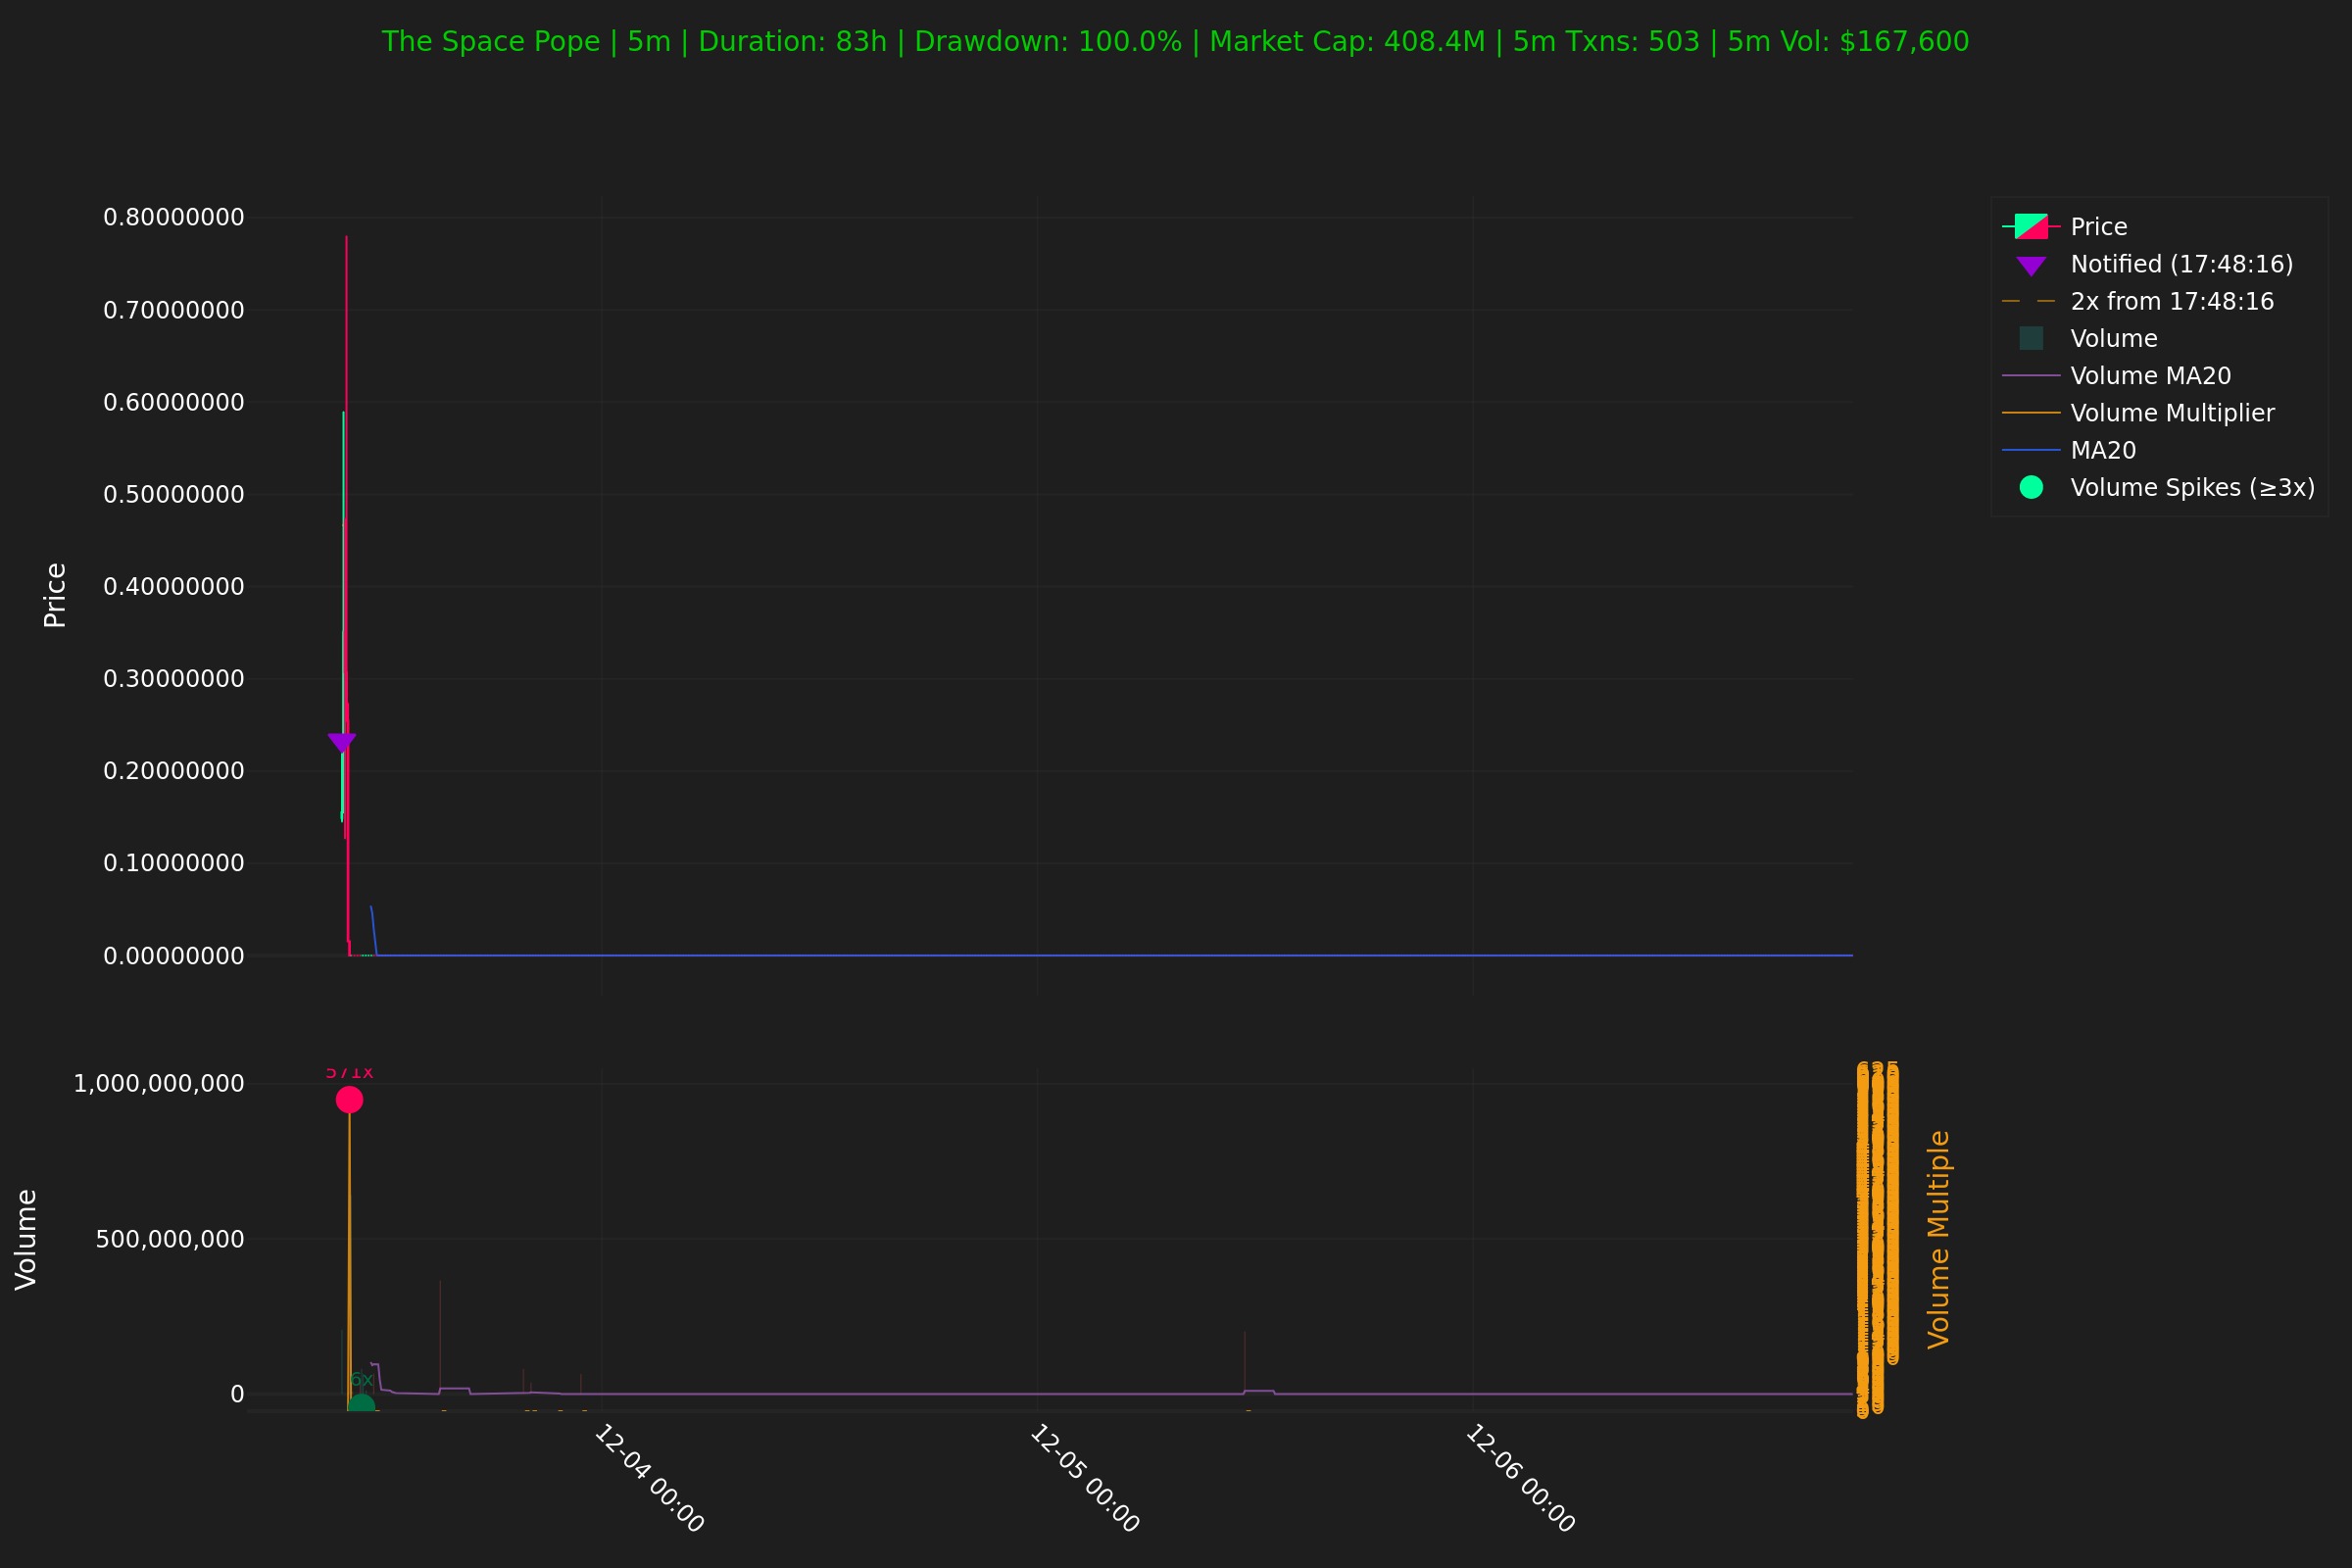 The Space Pope | 5m | Duration: 83h | Drawdown: 100.0% | Market Cap: 408.4M | 5m Txns: 503 | 5m Vol: $167,600
Price
0.80000000
0.70000000
0.60000000
0.50000000
0.40000000
0.30000000
0.20000000
0.10000000
0.00000000
Price
Notified (17:48:16)
2x from 17:48:16
Volume
Volume MA20
Volume Multiplier
MA20
Volume Spikes (≥3x)
Volume
1,000,000,000
500,000,000
0
571x
6x
Volume Multiple
12-04 00:00
12-05 00:00
12-06 00:00